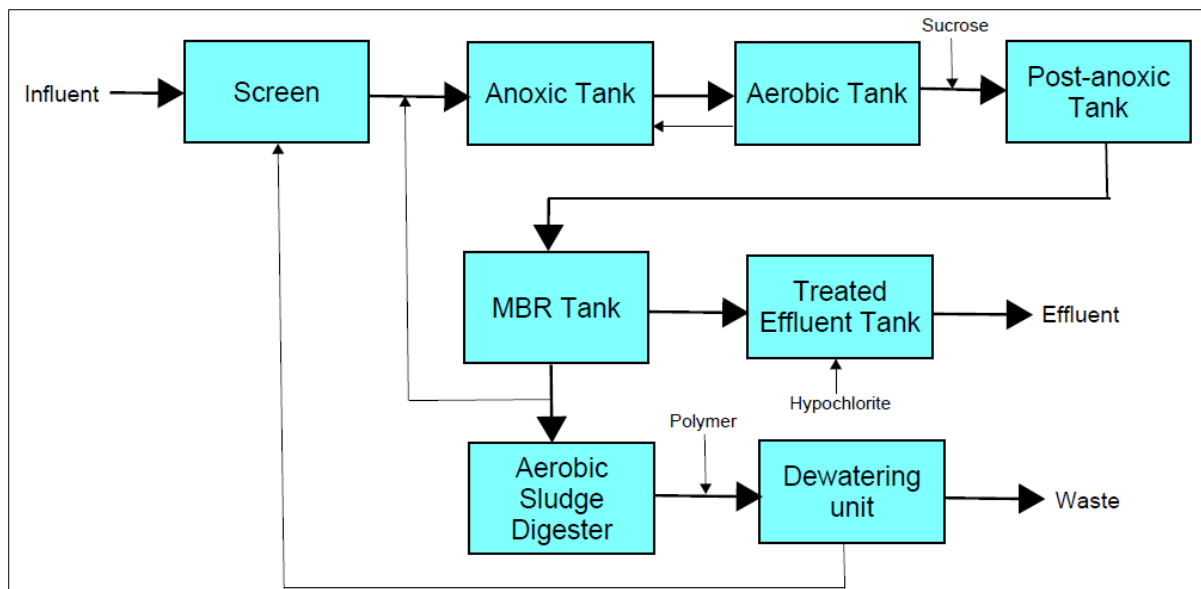 Sucrose
Influent
Screen
Anoxic Tank
Aerobic Tank
Post-anoxic
Tank
MBR Tank
Treated
Effluent Tank
Effluent
Hypochlorite
Polymer
Aerobic
Sludge
Digester
Dewatering
unit
Waste